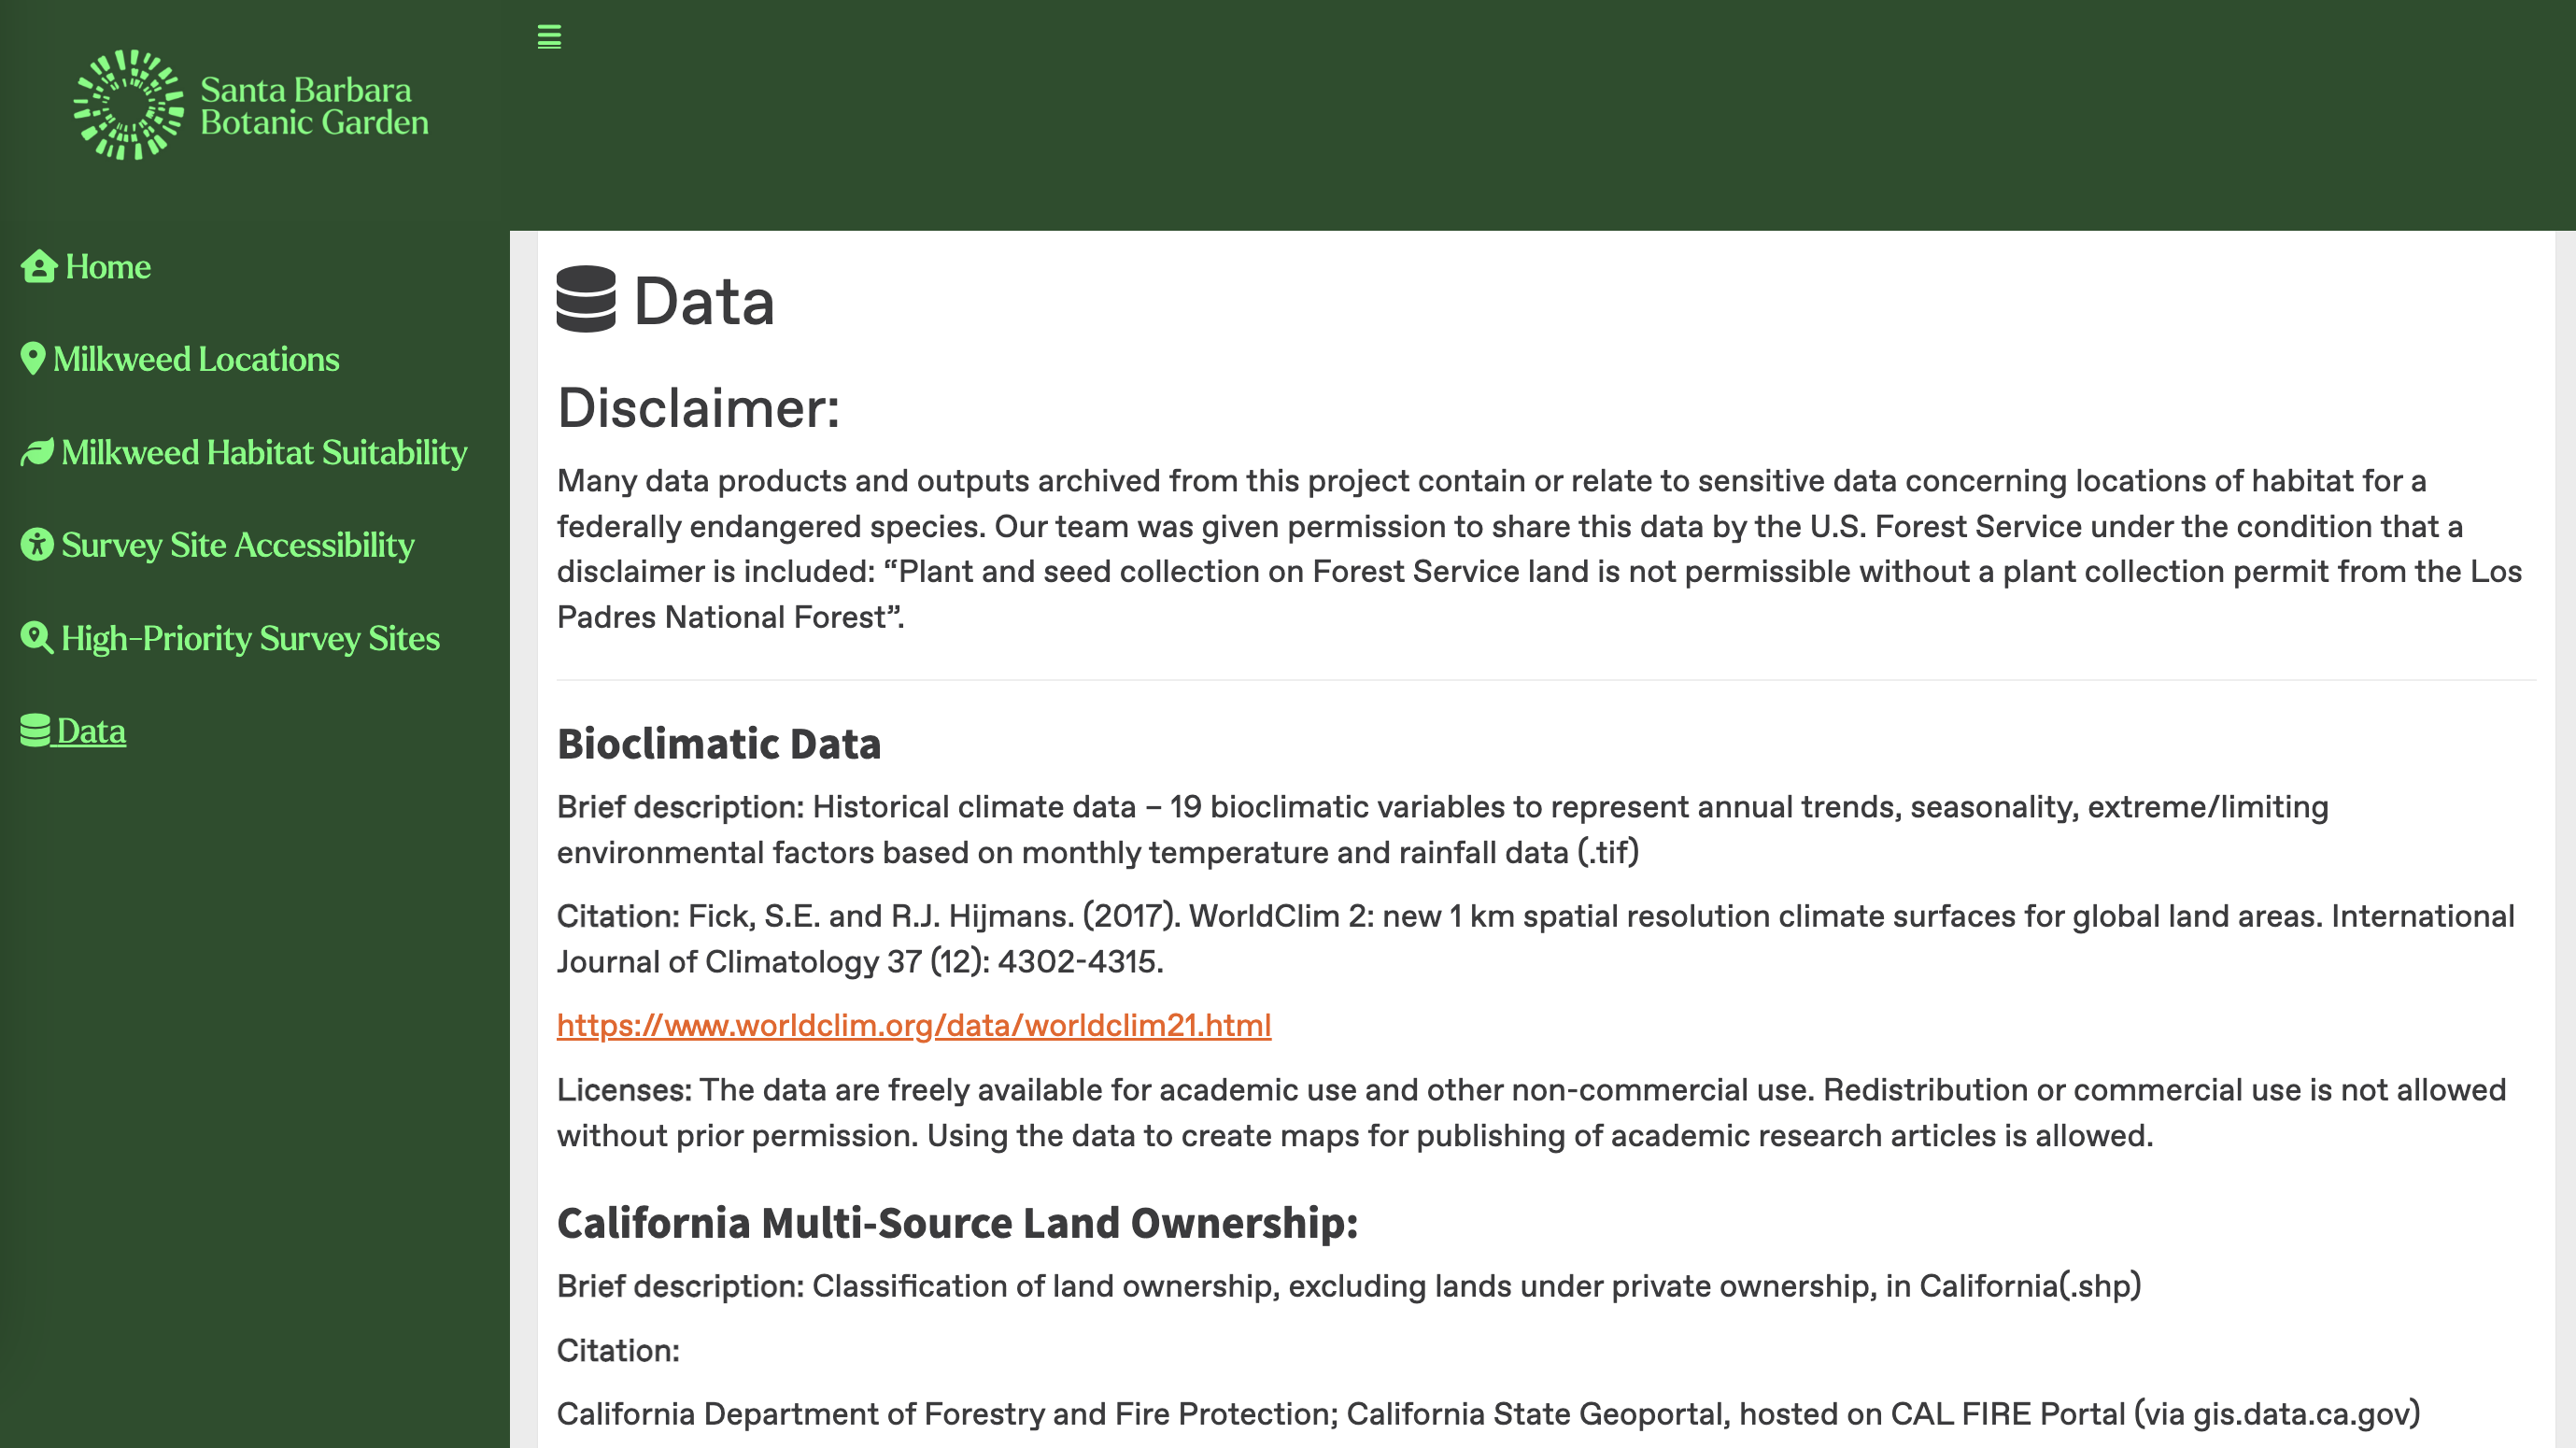 Santa Barbara
Botanic Garden
Home
Milkweed Locations
Milkweed Habitat Suitability
Survey Site Accessibility
High-Priority Survey Sites
Data
Data
Disclaimer:
Many data products and outputs archived from this project contain or relate to sensitive data concerning locations of habitat for a
federally endangered species. Our team was given permission to share this data by the U.S. Forest Service under the condition that a
disclaimer is included: “Plant and seed collection on Forest Service land is not permissible without a plant collection permit from the Los
Padres National Forest”.
Bioclimatic Data
Brief description: Historical climate data – 19 bioclimatic variables to represent annual trends, seasonality, extreme/limiting
environmental factors based on monthly temperature and rainfall data (.tif)
Citation: Fick, S.E. and R.J. Hijmans. (2017). WorldClim 2: new 1 km spatial resolution climate surfaces for global land areas. International
Journal of Climatology 37 (12): 4302-4315.
https://www.worldclim.org/data/worldclim21.html
Licenses: The data are freely available for academic use and other non-commercial use. Redistribution or commercial use is not allowed
without prior permission. Using the data to create maps for publishing of academic research articles is allowed.
California Multi-Source Land Ownership:
Brief description: Classification of land ownership, excluding lands under private ownership, in California(.shp)
Citation:
California Department of Forestry and Fire Protection; California State Geoportal, hosted on CAL FIRE Portal (via gis.data.ca.gov)